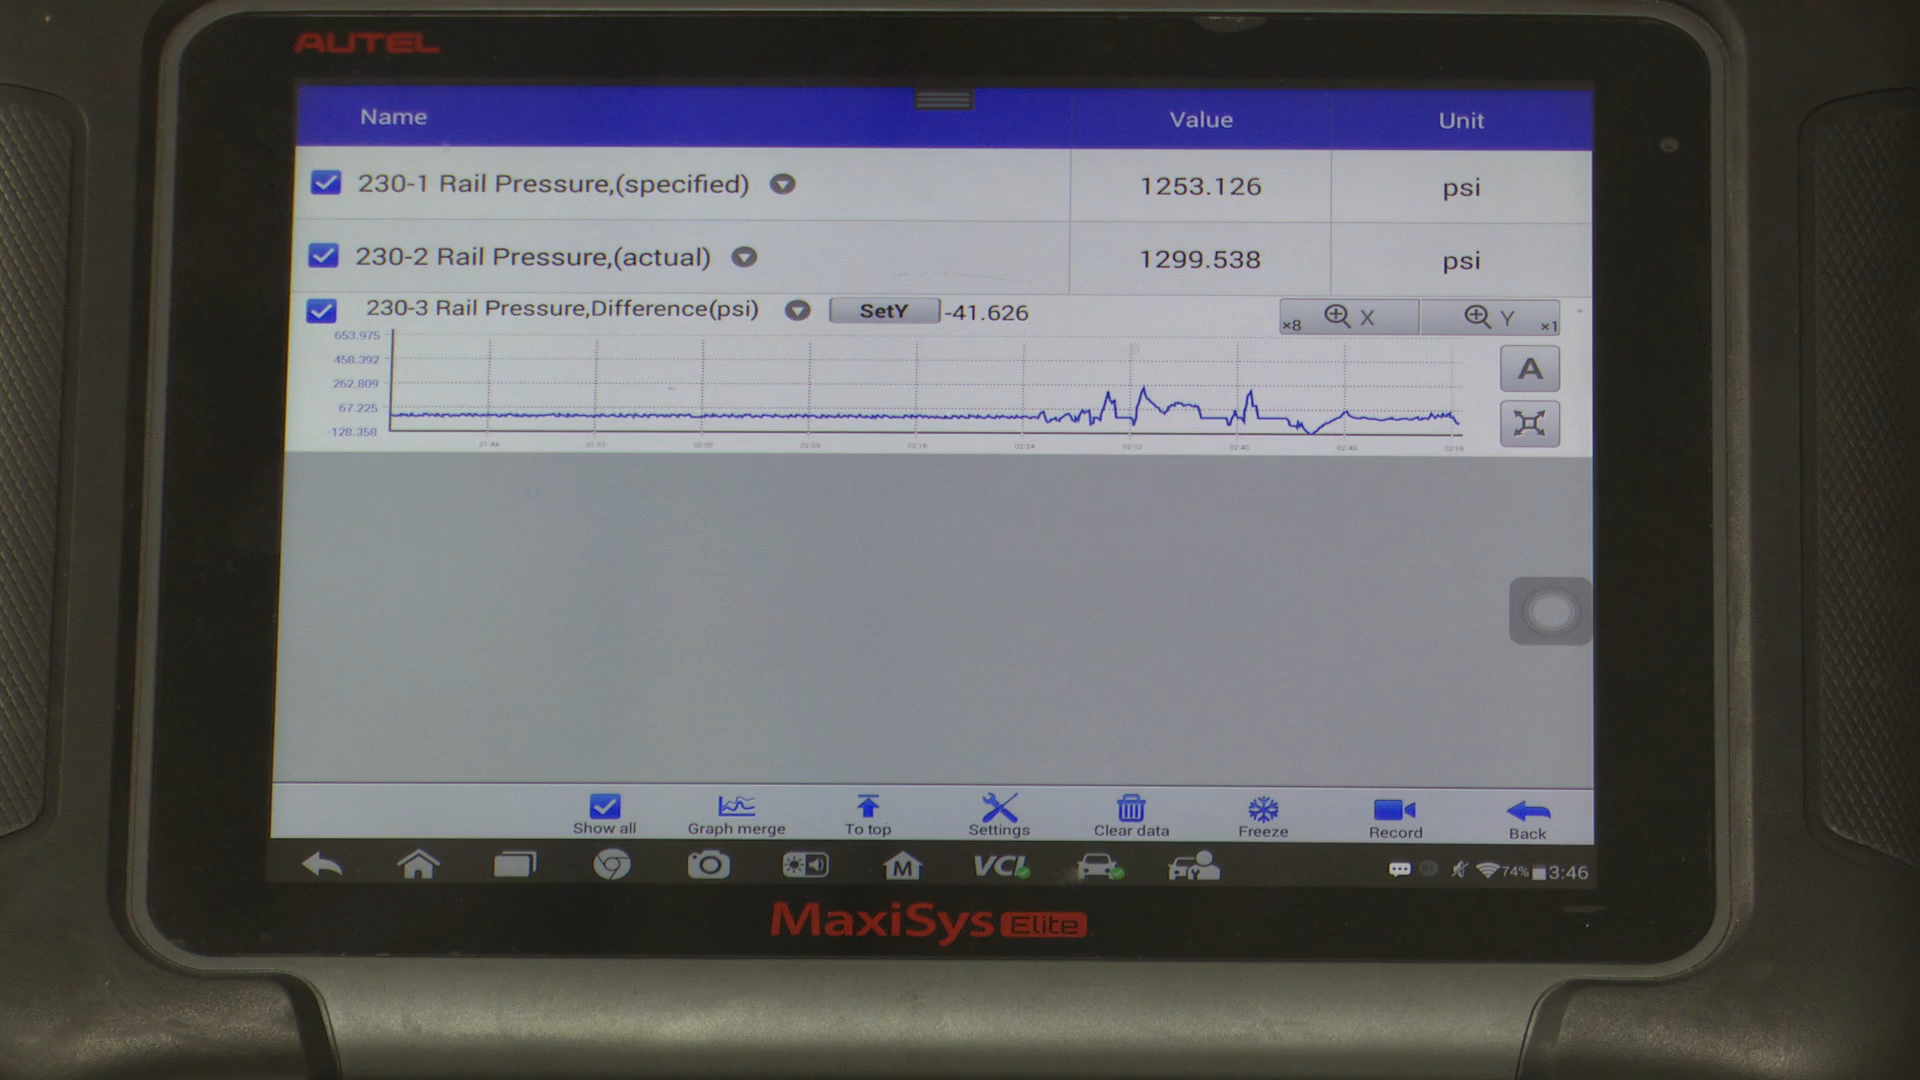 AUTEL
Name Value Unit
230-1 Rail Pressure,(specified) 1253.126 psi
230-2 Rail Pressure,(actual) 1299.538 psi
230-3 Rail Pressure,Difference(psi) SetY -41.626 ×8 X Y ×1
653.975
458.392
262.809
67.225
-128.358
A
Show all Graph merge To top Settings Clear data Freeze Record Back
M VCI 74% 3:46
MaxiSys Elite